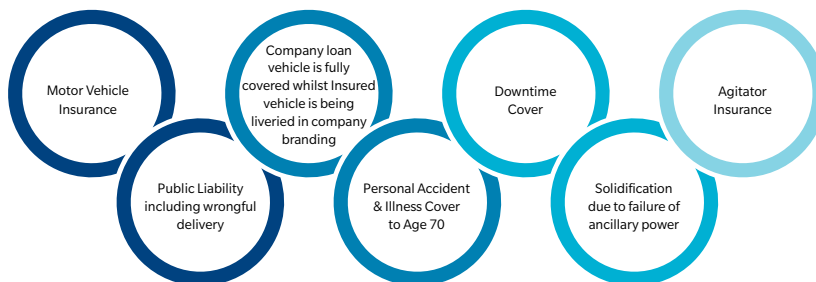 Motor Vehicle
Insurance
Public Liability
including wrongful
delivery
Company loan
vehicle is fully
covered whilst Insured
vehicle is being
liveried in company
branding
Personal Accident
& Illness Cover
to Age 70
Downtime
Cover
Solidification
due to failure of
ancillary power
Agitator
Insurance